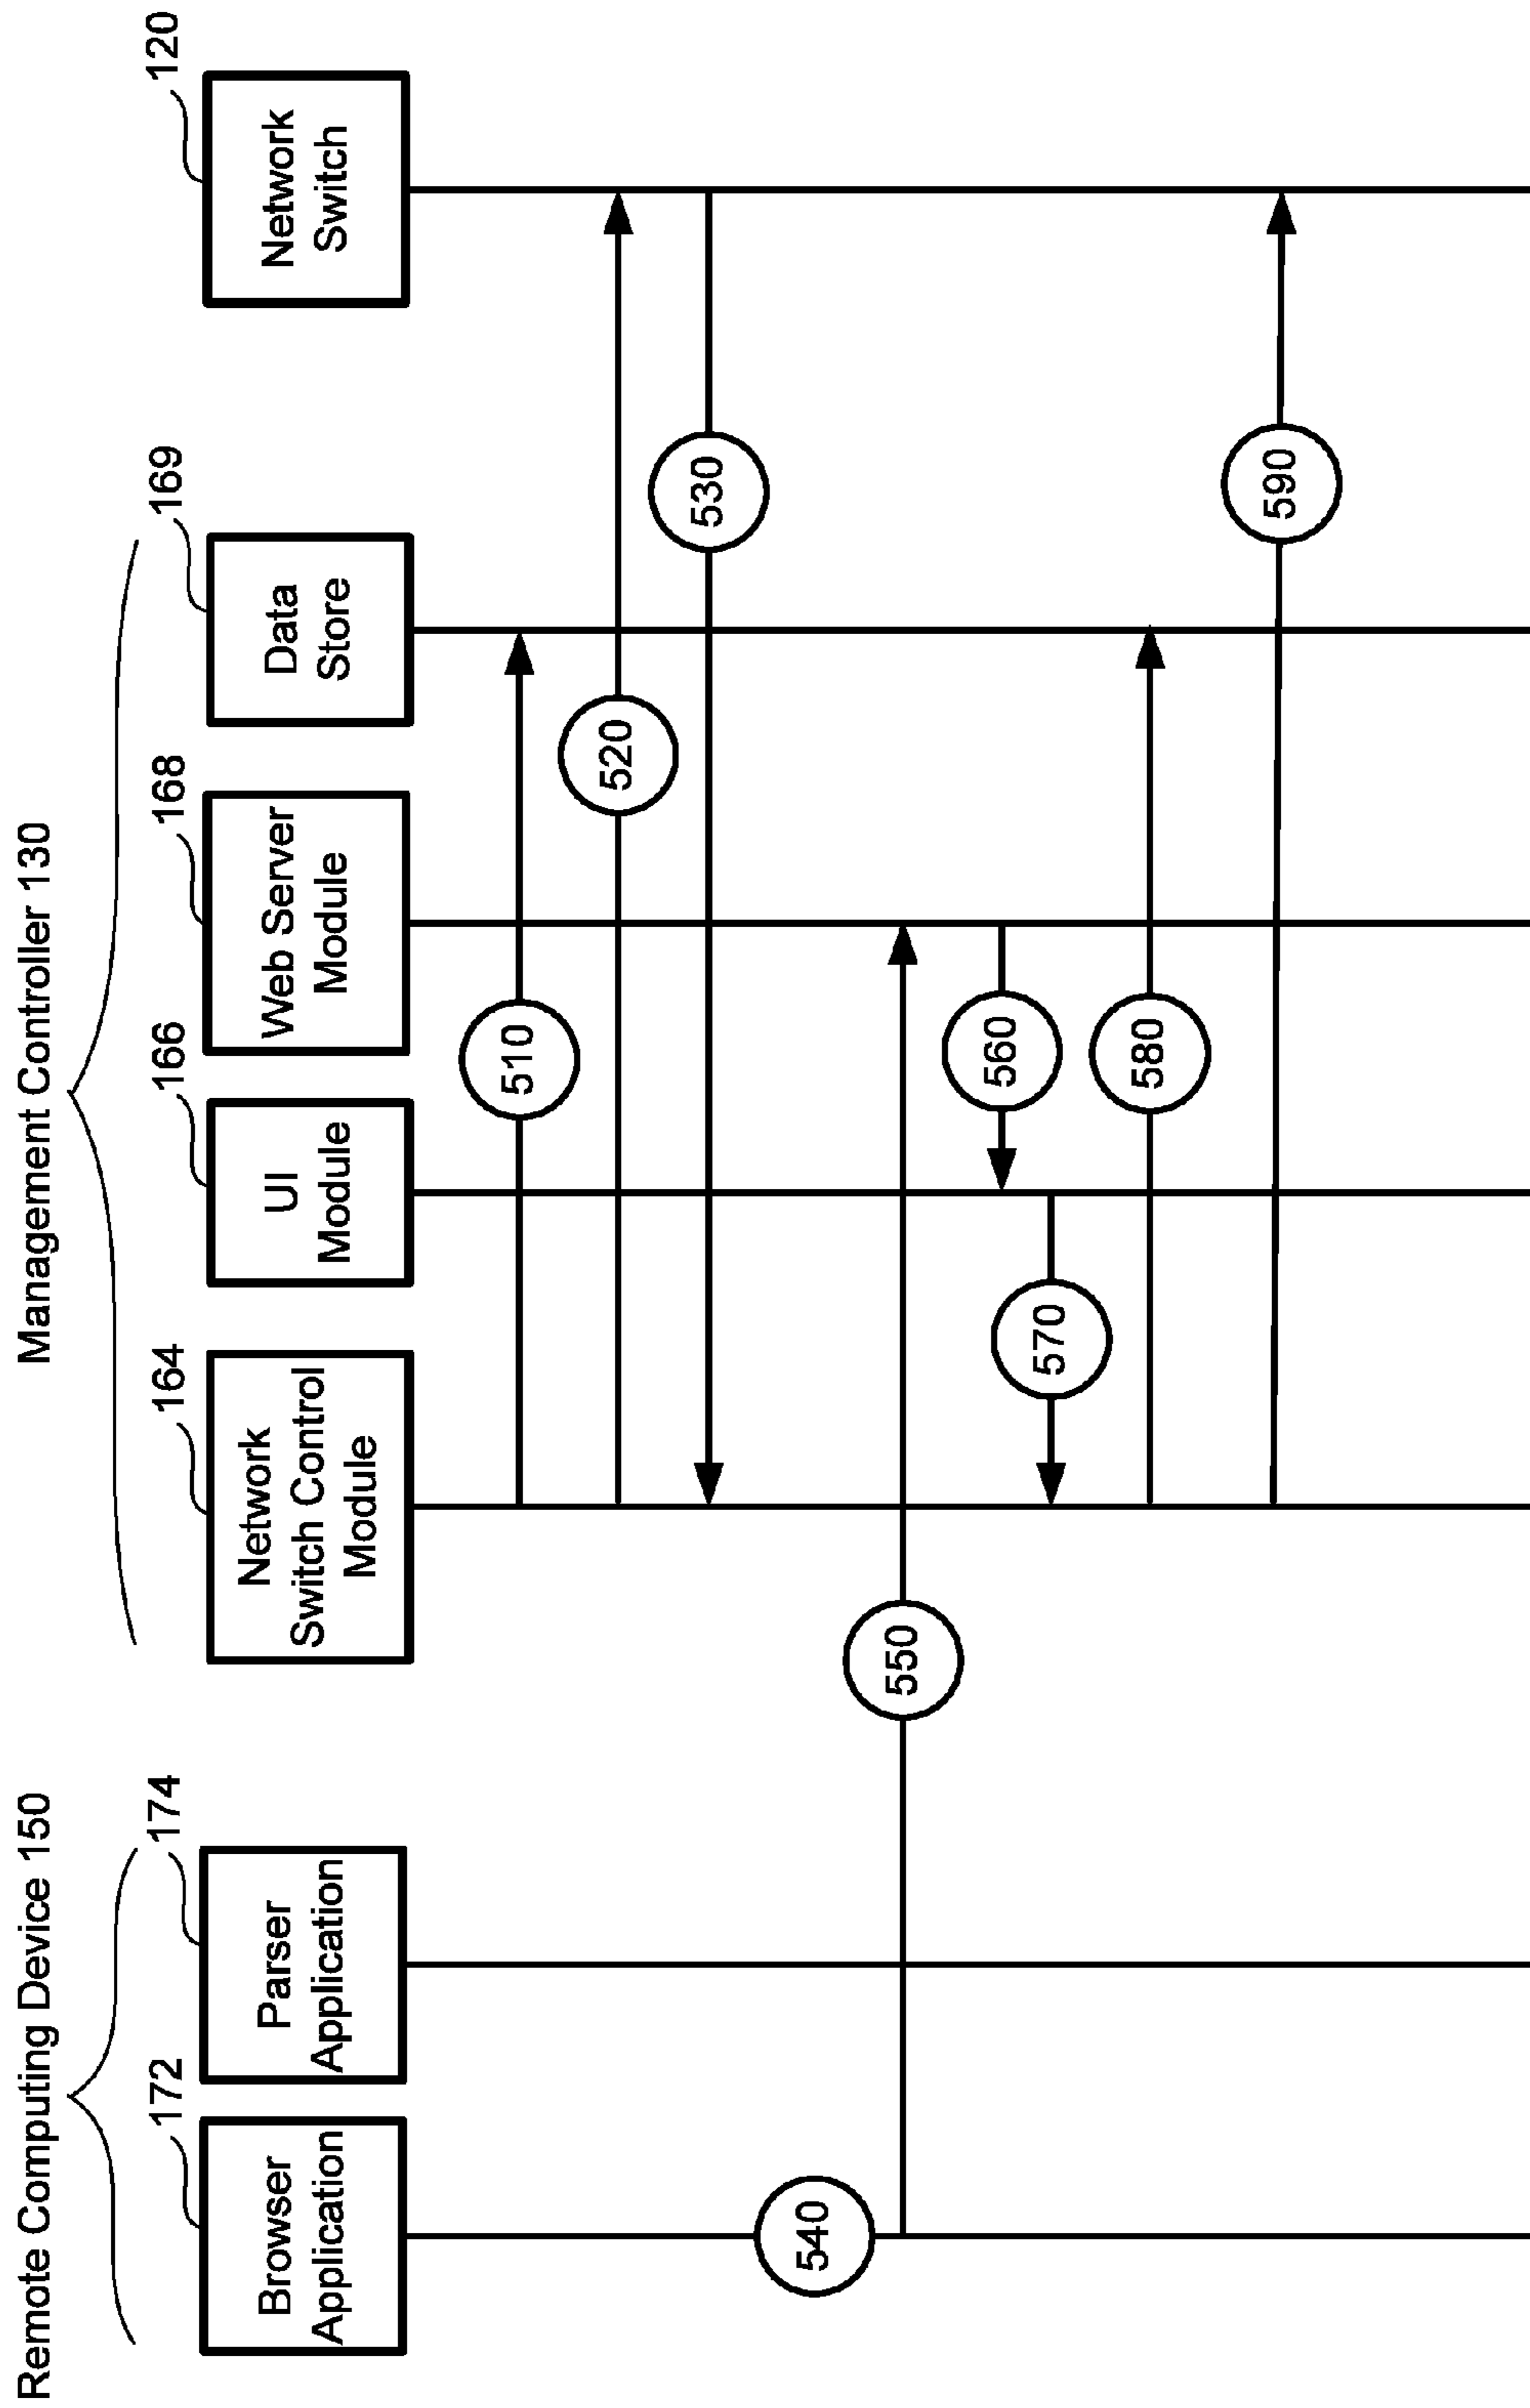 Remote Computing Device 150
Management Controller 130
172
174
164
166
168
169
120
Browser
Application
Parser
Application
Network
Switch Control
Module
UI
Module
Web Server
Module
Data
Store
Network
Switch
510
520
530
540
550
560
570
580
590